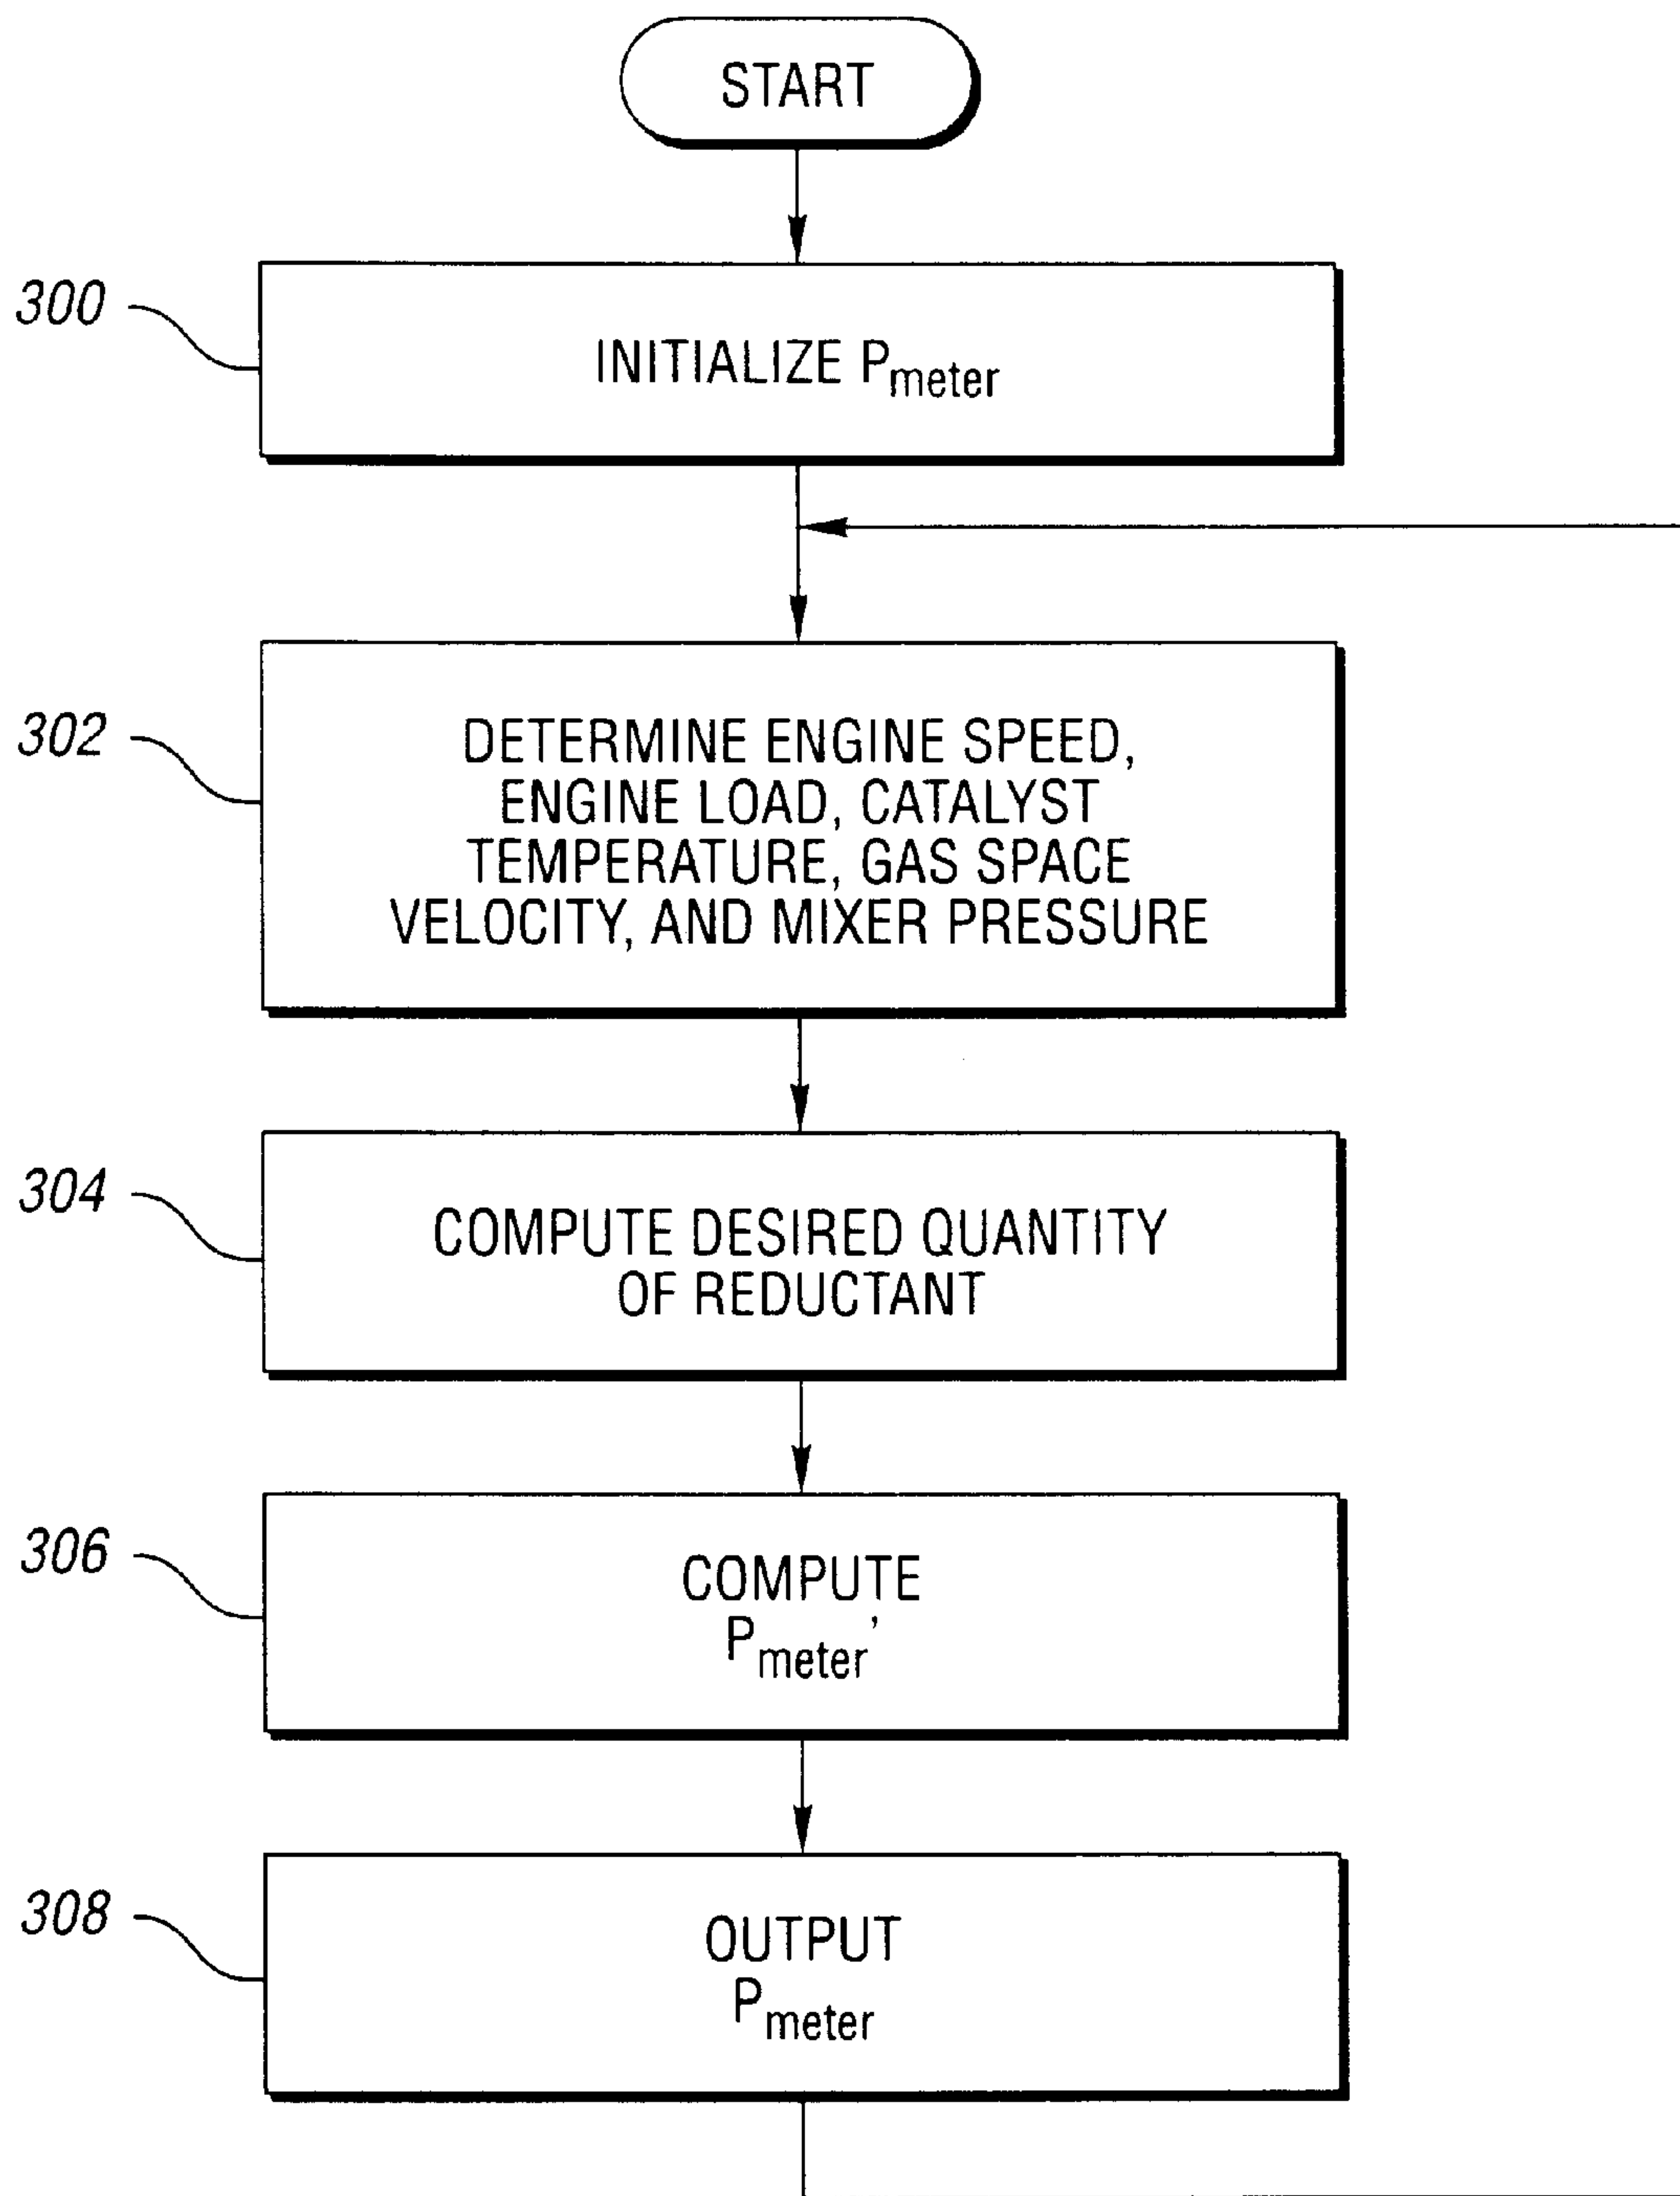 START
300
INITIALIZE Pmeter
302
DETERMINE ENGINE SPEED,
ENGINE LOAD, CATALYST
TEMPERATURE, GAS SPACE
VELOCITY, AND MIXER PRESSURE
304
COMPUTE DESIRED QUANTITY
OF REDUCTANT
306
COMPUTE
Pmeter'
308
OUTPUT
Pmeter